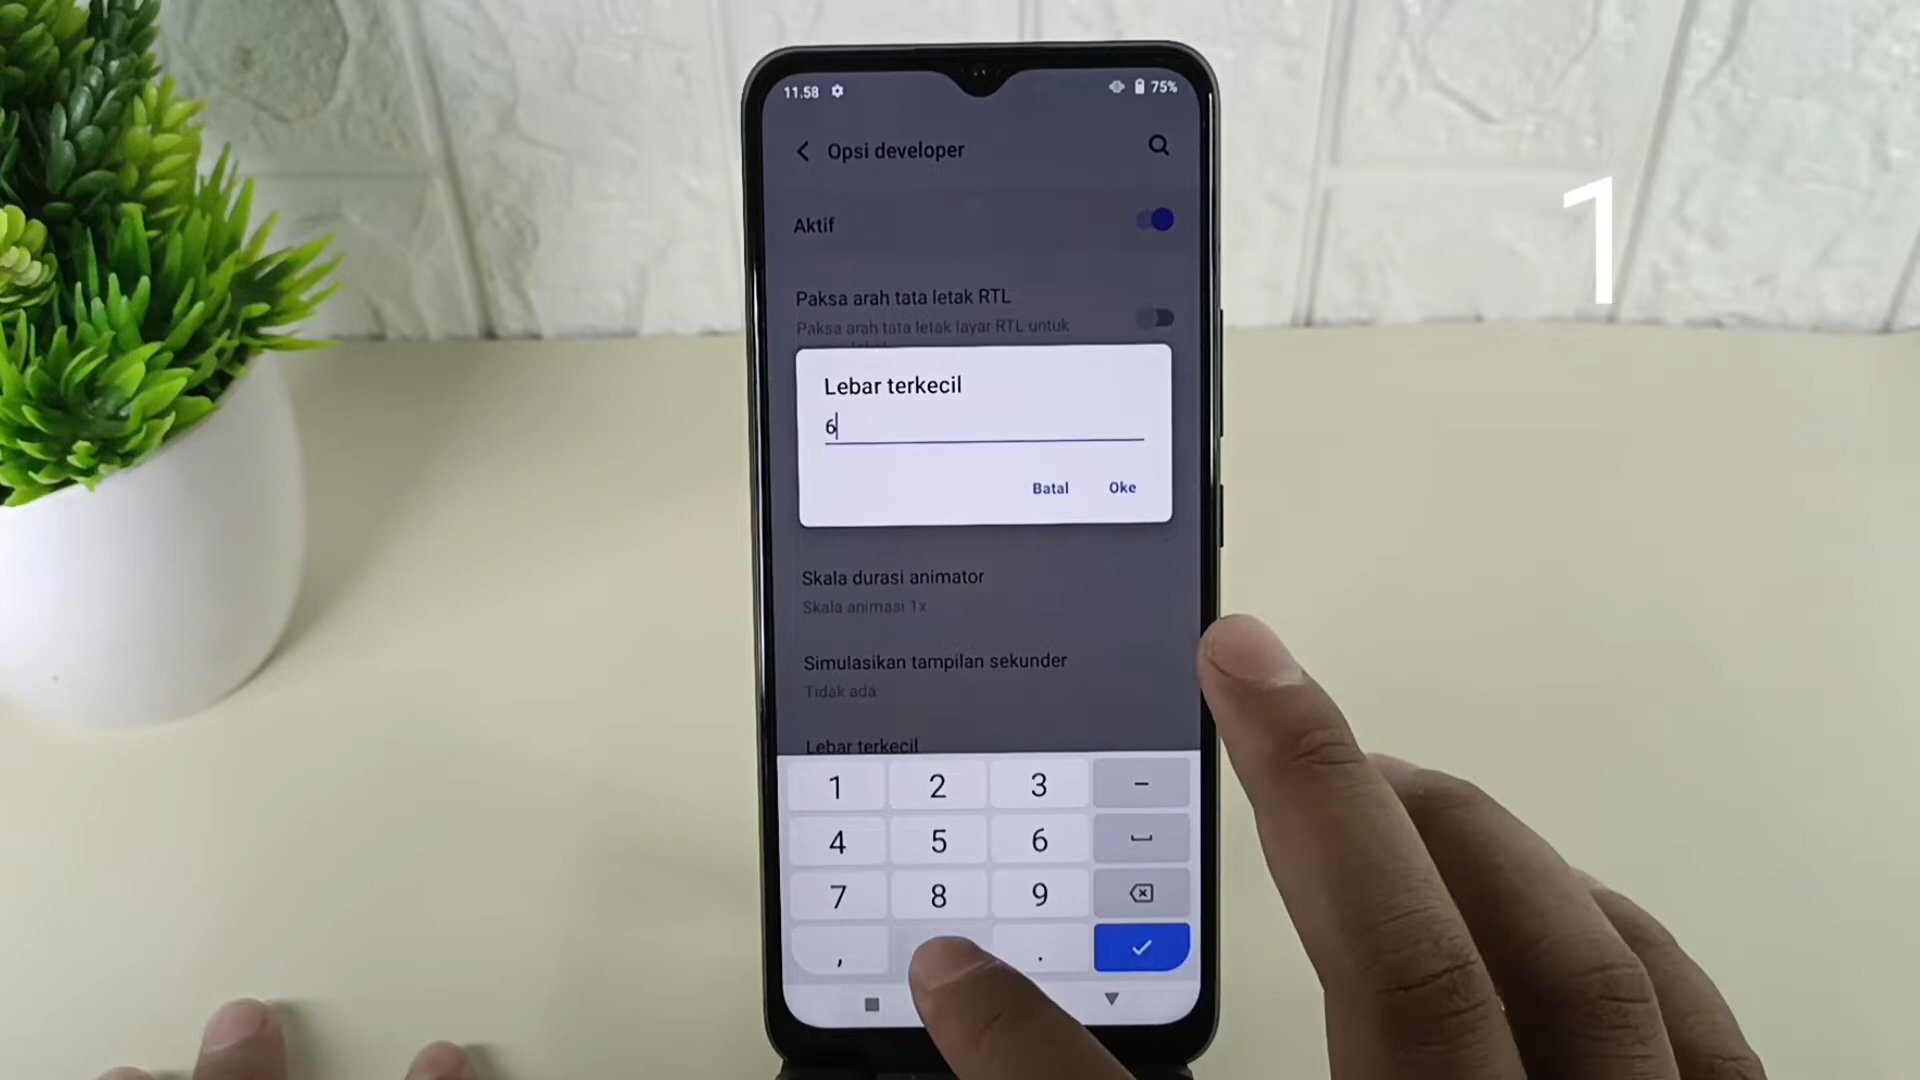 11.58
75%
Opsi developer
1
Aktif
Paksa arah tata letak RTL
Paksa arah tata letak layar RTL untuk
Lebar terkecil
6
Batal Oke
Skala durasi animator
Skala animasi 1x
Simulasikan tampilan sekunder
Tidak ada
Lebar terkecil
1 2 3 -
4 5 6
7 8 9
, .